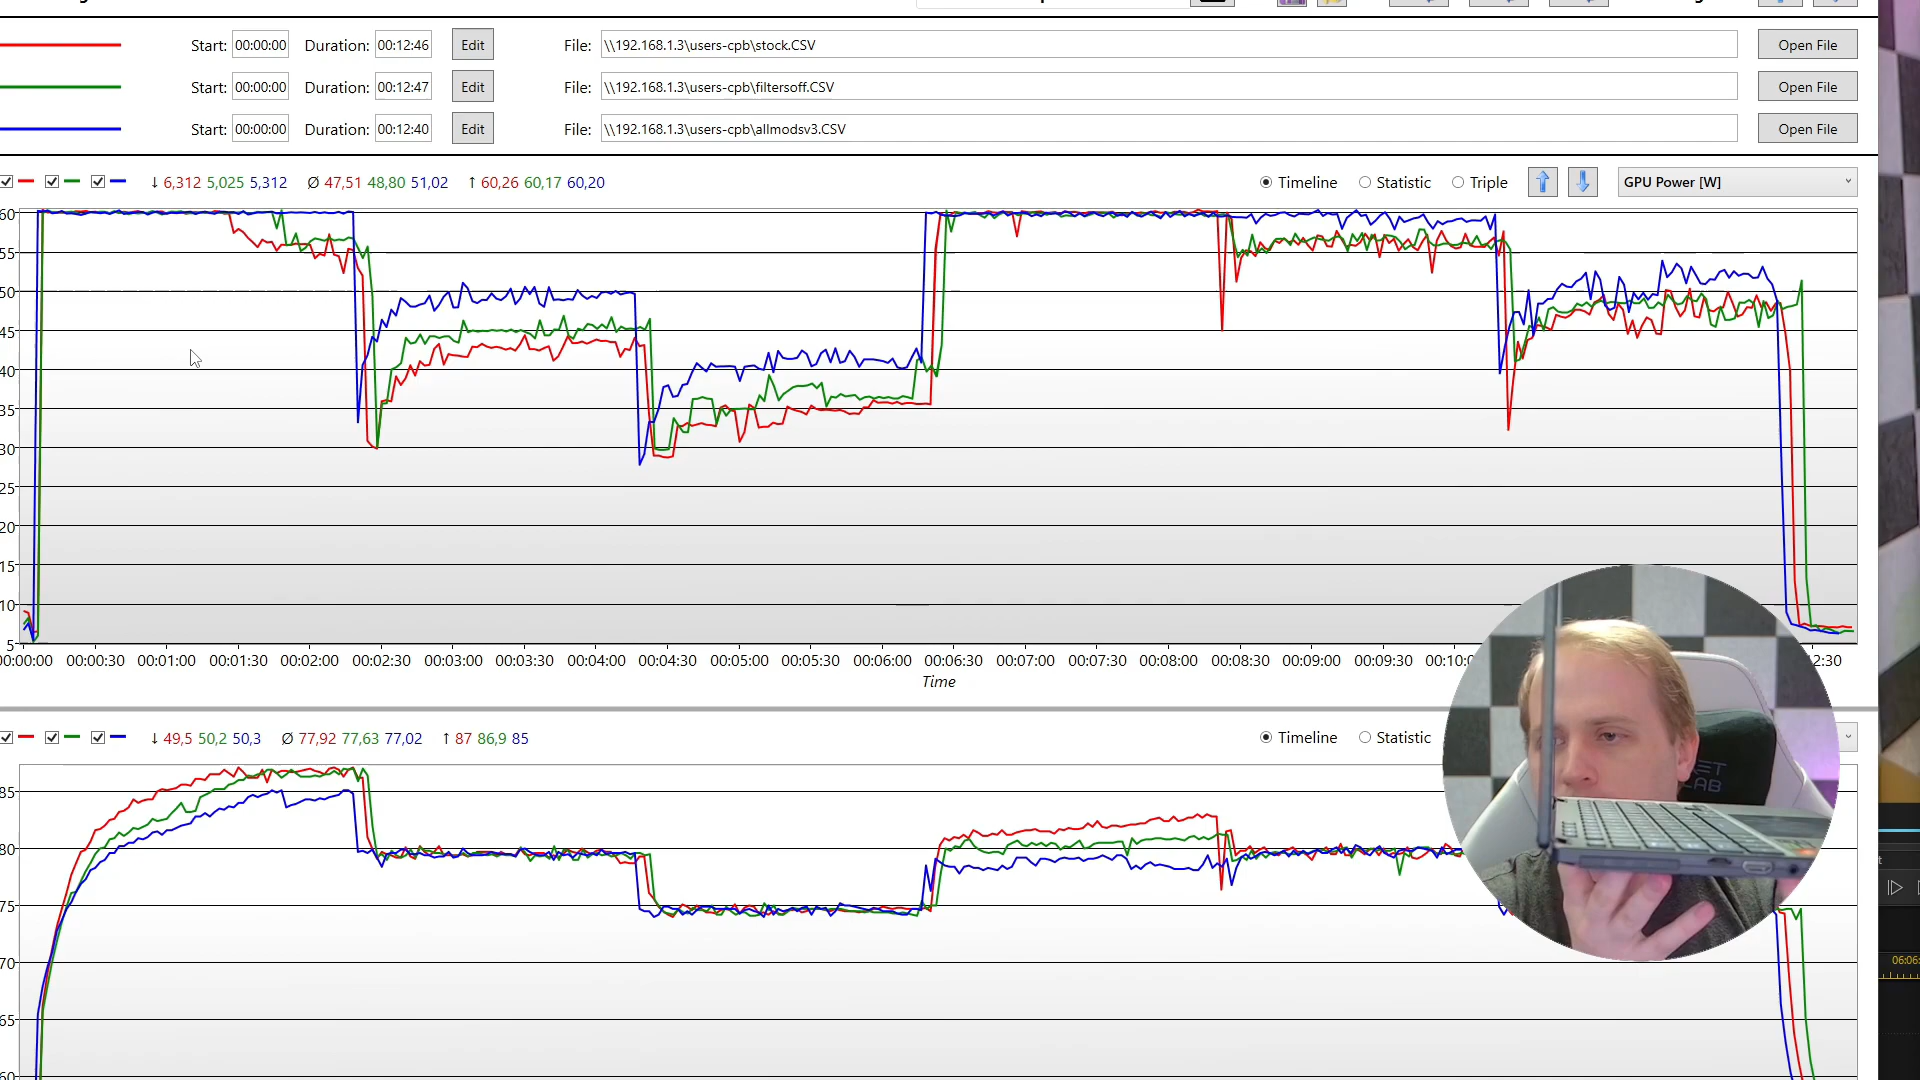 Start: 00:00:00 Duration: 00:12:46 Edit File: \\192.168.1.3\users-cpb\stock.CSV Open File
Start: 00:00:00 Duration: 00:12:47 Edit File: \\192.168.1.3\users-cpb\filtersoff.CSV Open File
Start: 00:00:00 Duration: 00:12:40 Edit File: \\192.168.1.3\users-cpb\allmodsv3.CSV Open File
↓ 6,312 5,025 5,312 Ø 47,51 48,80 51,02 ↑ 60,26 60,17 60,20 Timeline Statistic Triple GPU Power [W]
60
55
50
45
40
35
30
25
20
15
10
5
00:00:00 00:00:30 00:01:00 00:01:30 00:02:00 00:02:30 00:03:00 00:03:30 00:04:00 00:04:30 00:05:00 00:05:30 00:06:00 00:06:30 00:07:00 00:07:30 00:08:00 00:08:30 00:09:00 00:09:30 00:10:0 2:30
Time
↓ 49,5 50,2 50,3 Ø 77,92 77,63 77,02 ↑ 87 86,9 85 Timeline Statistic
85
80
75
70
65
60
06:06: